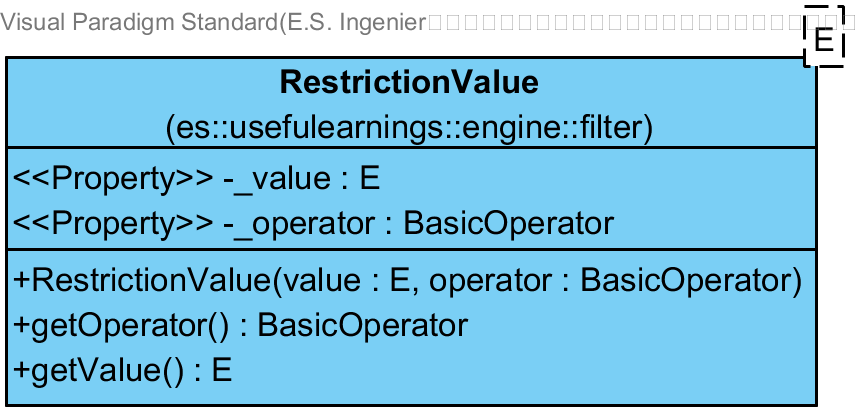 Visual Paradigm Standard(E.S. Ingenier
E
RestrictionValue
(es::usefulearnings::engine::filter)
<<Property>> -_value : E
<<Property>> -_operator : BasicOperator
+RestrictionValue(value : E, operator : BasicOperator)
+getOperator() : BasicOperator
+getValue() : E